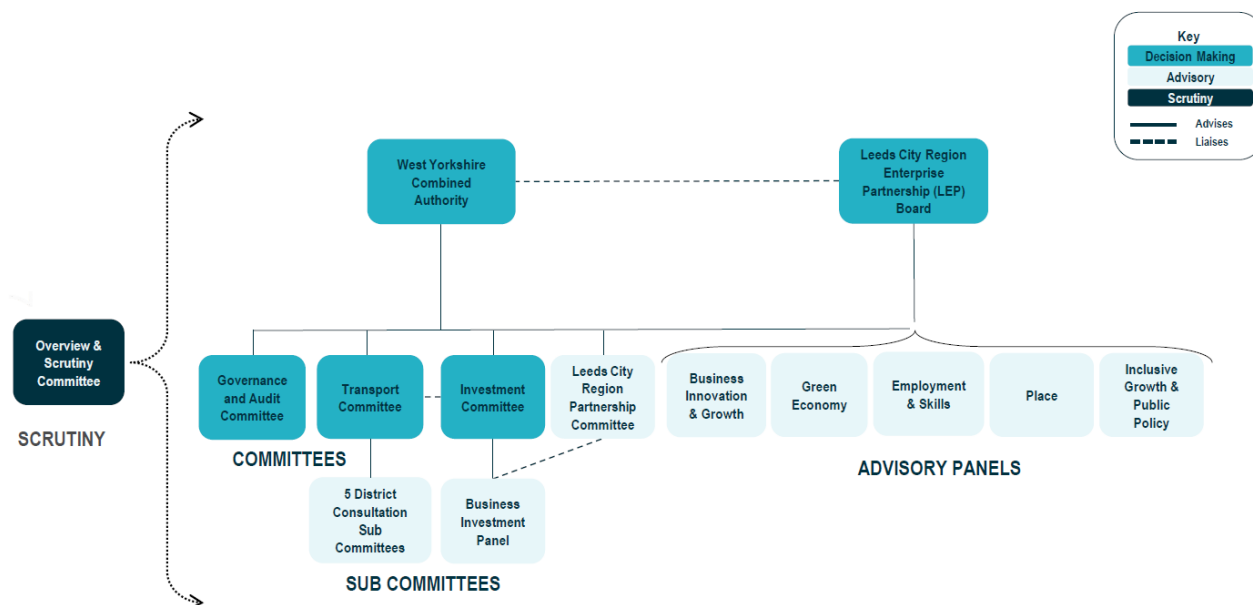 Key
Decision Making
Advisory
Scrutiny
Advises
Liaises
West Yorkshire
Combined
Authority
Leeds City Region
Enterprise
Partnership (LEP)
Board
Overview &
Scrutiny
Committee
SCRUTINY
Governance
and Audit
Committee
Transport
Committee
Investment
Committee
Leeds City
Region
Partnership
Committee
Business
Innovation
& Growth
Green
Economy
Employment
& Skills
Place
Inclusive
Growth &
Public
Policy
COMMITTEES
ADVISORY PANELS
5 District
Consultation
Sub
Committees
Business
Investment
Panel
SUB COMMITTEES